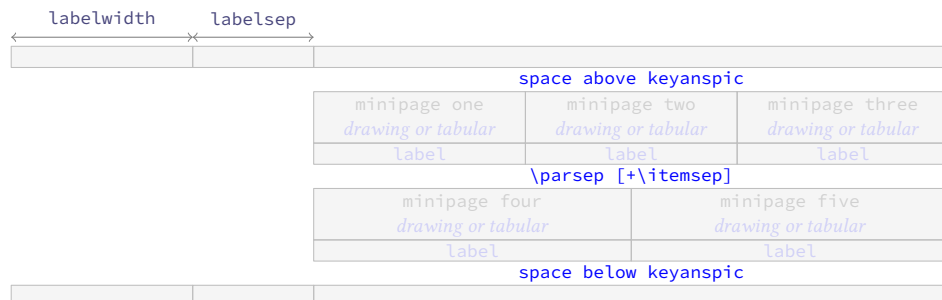 labelwidth labelsep
space above keyanspic
minipage one minipage two minipage three
drawing or tabular drawing or tabular drawing or tabular
label label label
\parsep [+\itemsep]
minipage four minipage five
drawing or tabular drawing or tabular
label label
space below keyanspic